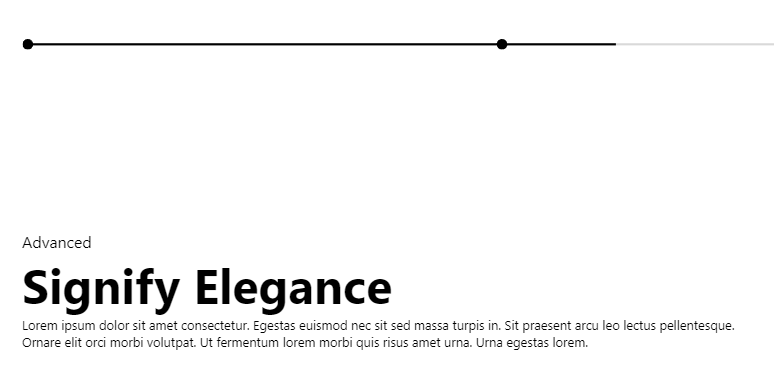 Advanced
Signify Elegance
Lorem ipsum dolor sit amet consectetur. Egestas euismod nec sit sed massa turpis in. Sit praesent arcu leo lectus pellentesque.
Ornare elit orci morbi volutpat. Ut fermentum lorem morbi quis risus amet urna. Urna egestas lorem.